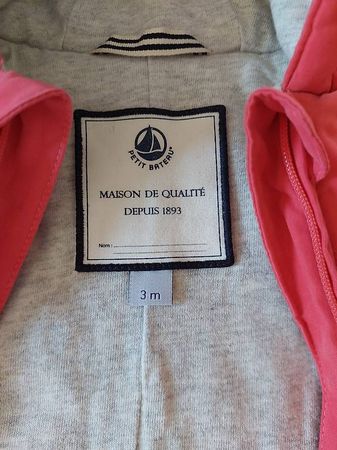 PETIT BATEAU
MAISON DE QUALITÉ
DEPUIS 1893
Nom :
3 m